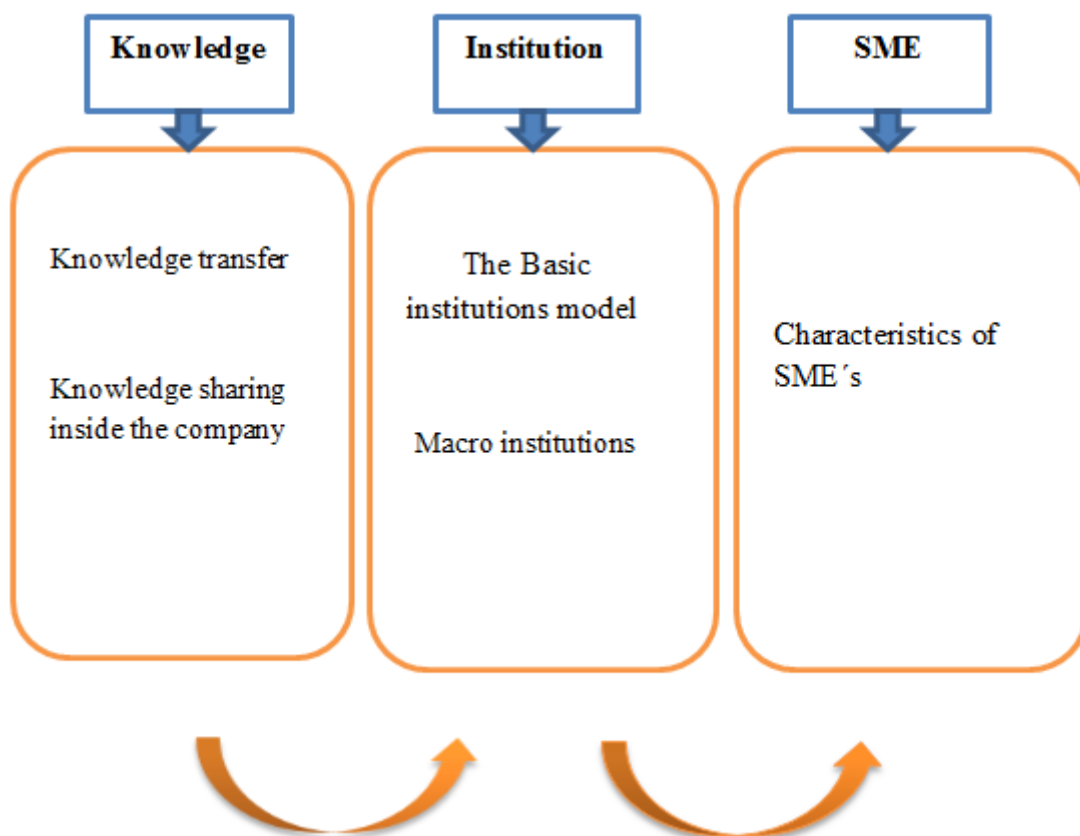 Knowledge
Institution
SME
Knowledge transfer
Knowledge sharing
inside the company
The Basic
institutions model
Macro institutions
Characteristics of
SME´s